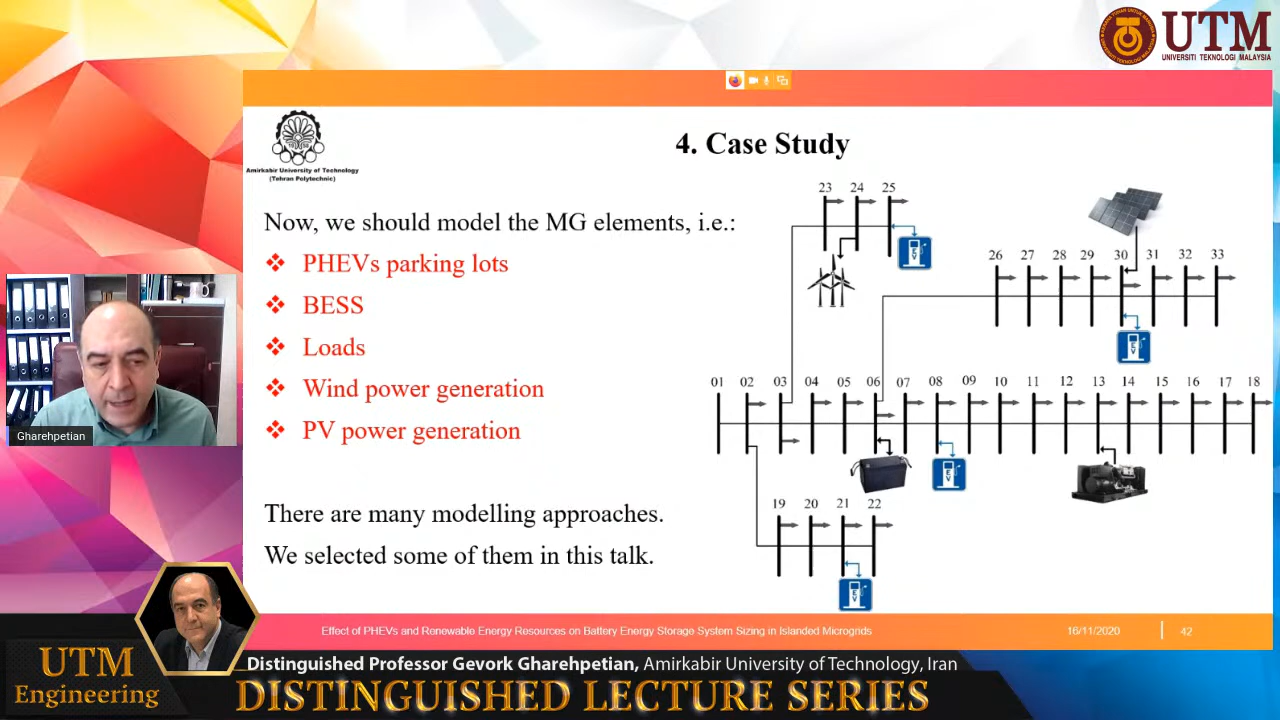 UTM
UNIVERSITI TEKNOLOGI MALAYSIA
Amirkabir University of Technology
(Tehran Polytechnic)
4. Case Study
Now, we should model the MG elements, i.e.:
❖ PHEVs parking lots
❖ BESS
❖ Loads
❖ Wind power generation
❖ PV power generation
There are many modelling approaches.
We selected some of them in this talk.
23 24 25
EV
26 27 28 29 30 31 32 33
EV
01 02 03 04 05 06 07 08 09 10 11 12 13 14 15 16 17 18
EV
19 20 21 22
EV
Gharehpetian
Effect of PHEVs and Renewable Energy Resources on Battery Energy Storage System Sizing in Islanded Microgrids
16/11/2020
42
UTM
Engineering
Distinguished Professor Gevork Gharehpetian, Amirkabir University of Technology, Iran
DISTINGUISHED LECTURE SERIES